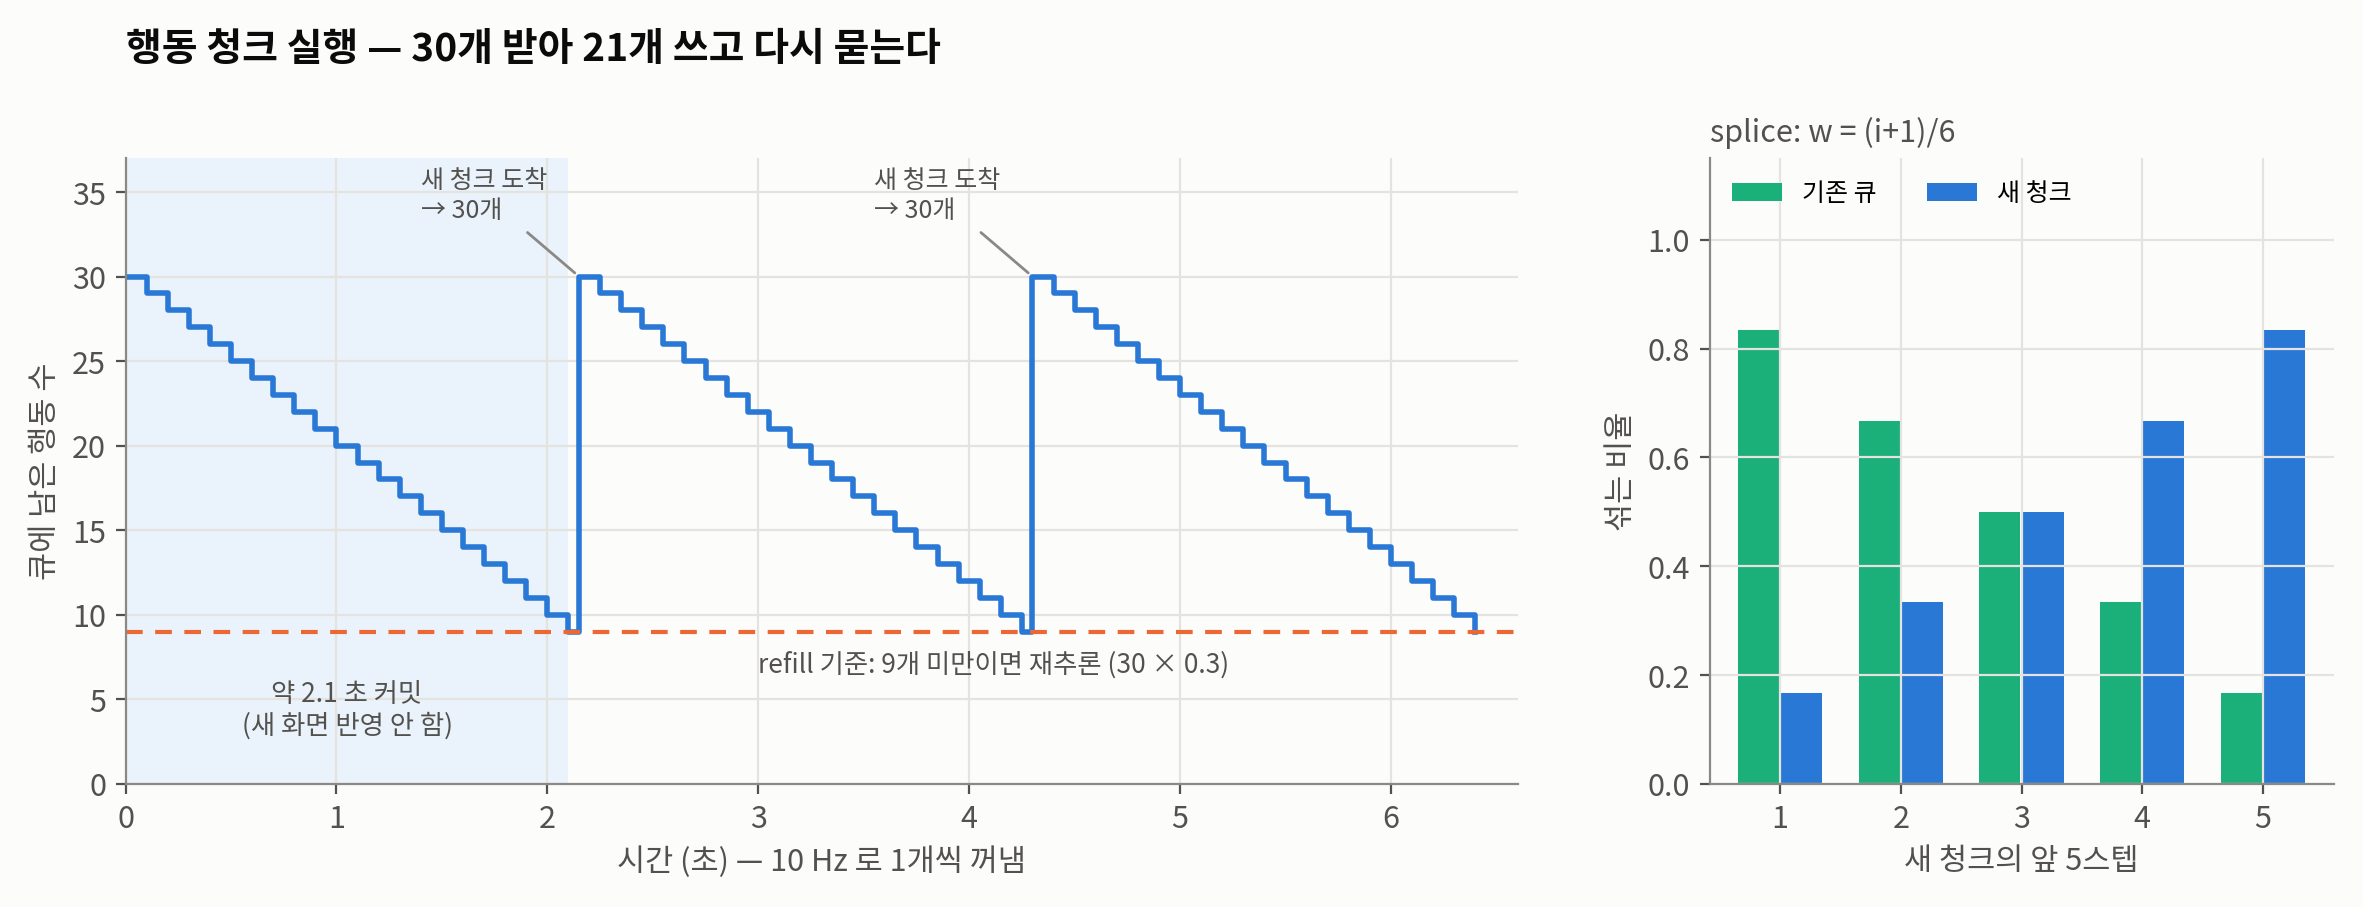 행동 청크 실행 — 30개 받아 21개 쓰고 다시 묻는다
큐에 남은 행동 수
35
30
25
20
15
10
5
0
새 청크 도착
→ 30개
새 청크 도착
→ 30개
refill 기준: 9개 미만이면 재추론 (30 × 0.3)
약 2.1 초 커밋
(새 화면 반영 안 함)
0 1 2 3 4 5 6
시간 (초) — 10 Hz 로 1개씩 꺼냄
splice: w = (i+1)/6
기존 큐 새 청크
섞는 비율
1.0
0.8
0.6
0.4
0.2
0.0
1 2 3 4 5
새 청크의 앞 5스텝